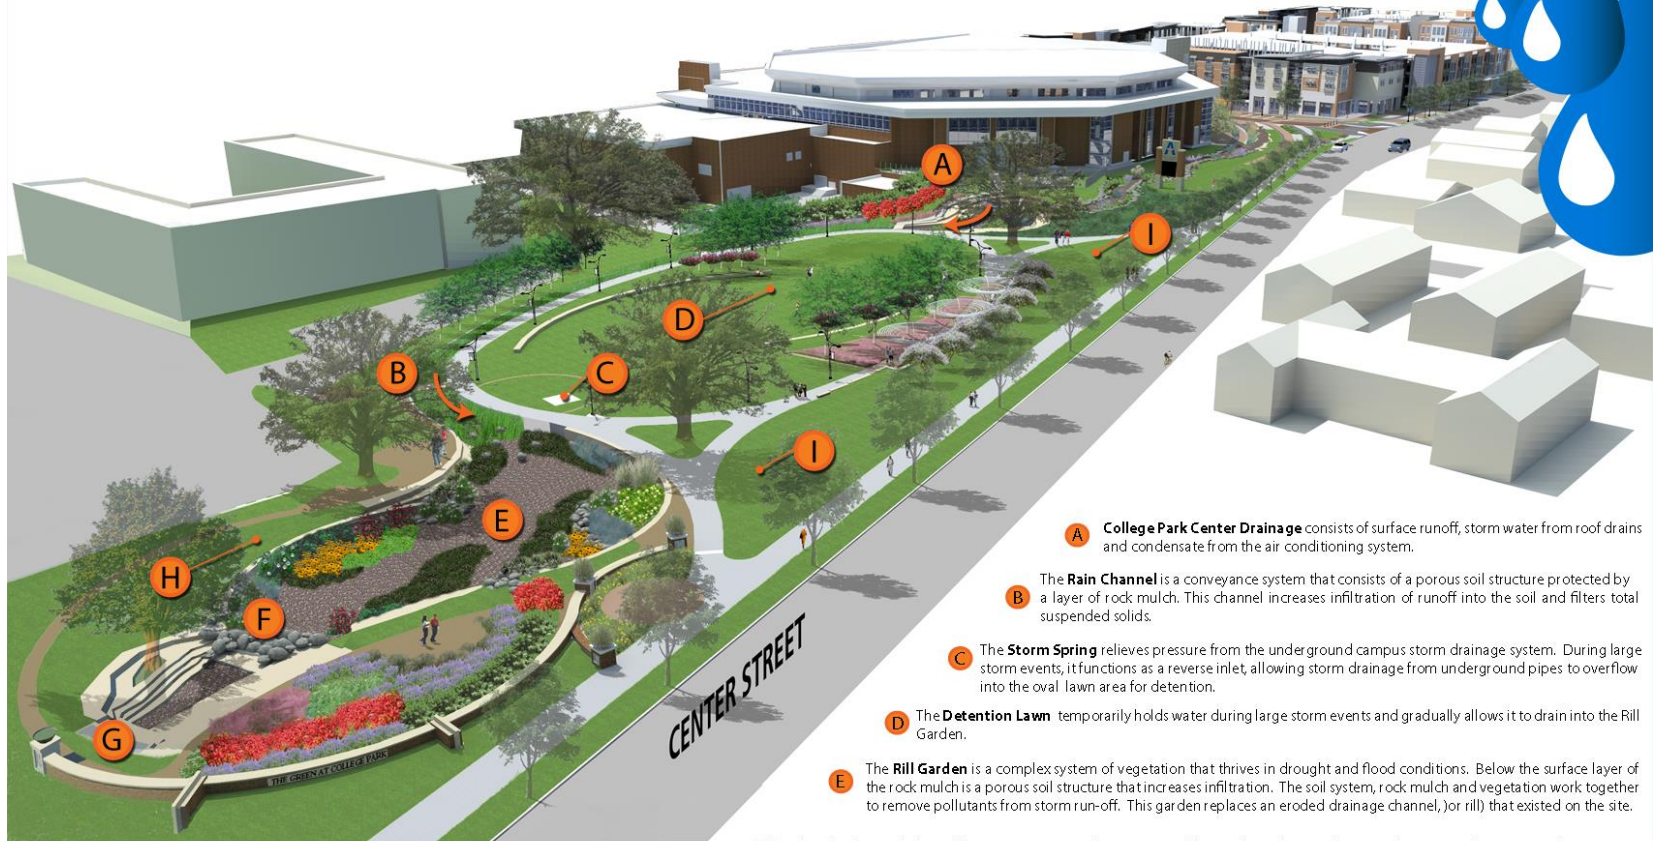 A
A
I
D
B
C
I
E
H
F
G
THE GREEN AT COLLEGE PARK
CENTER STREET
A College Park Center Drainage consists of surface runoff, storm water from roof drains
and condensate from the air conditioning system.
B The Rain Channel is a conveyance system that consists of a porous soil structure protected by
a layer of rock mulch. This channel increases infiltration of runoff into the soil and filters total
suspended solids.
C The Storm Spring relieves pressure from the underground campus storm drainage system. During large
storm events, it functions as a reverse inlet, allowing storm drainage from underground pipes to overflow
into the oval lawn area for detention.
D The Detention Lawn temporarily holds water during large storm events and gradually allows it to drain into the Rill
Garden.
E The Rill Garden is a complex system of vegetation that thrives in drought and flood conditions. Below the surface layer of
the rock mulch is a porous soil structure that increases infiltration. The soil system, rock mulch and vegetation work together
to remove pollutants from storm run-off. This garden replaces an eroded drainage channel, )or rill) that existed on the site.